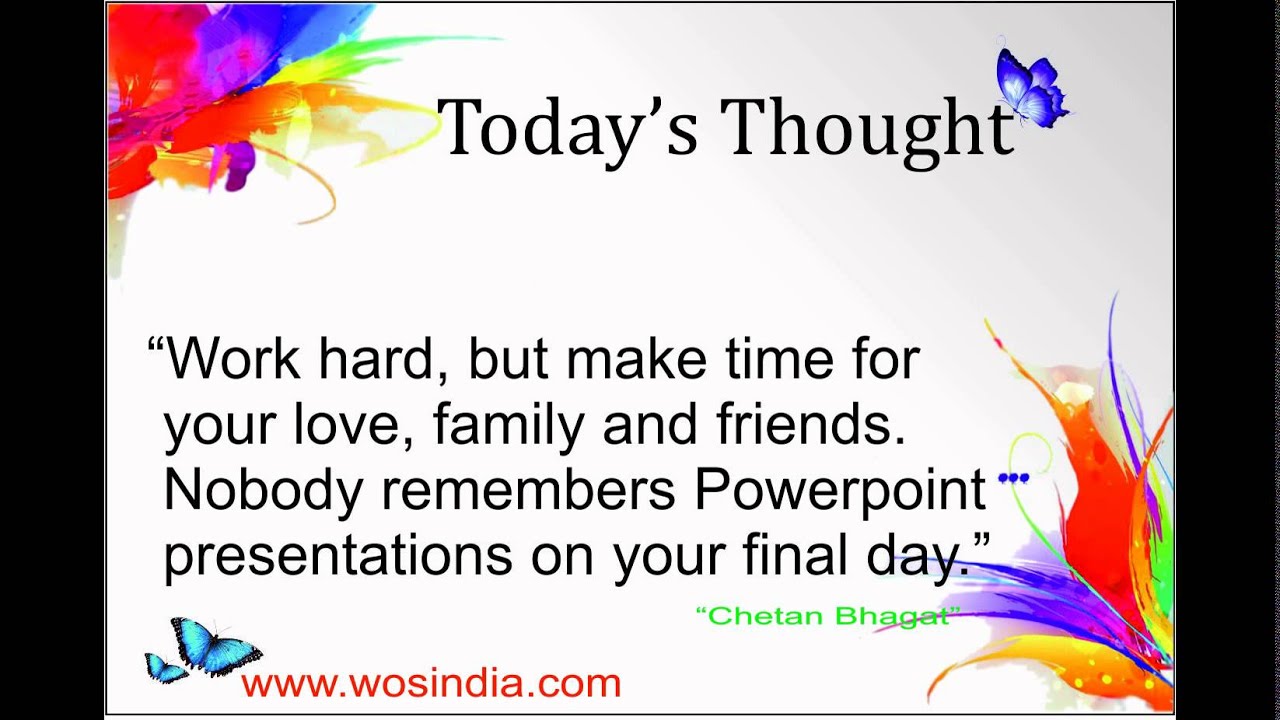 Today’s Thought
“Work hard, but make time for
your love, family and friends.
Nobody remembers Powerpoint
presentations on your final day.”
“Chetan Bhagat”
www.wosindia.com